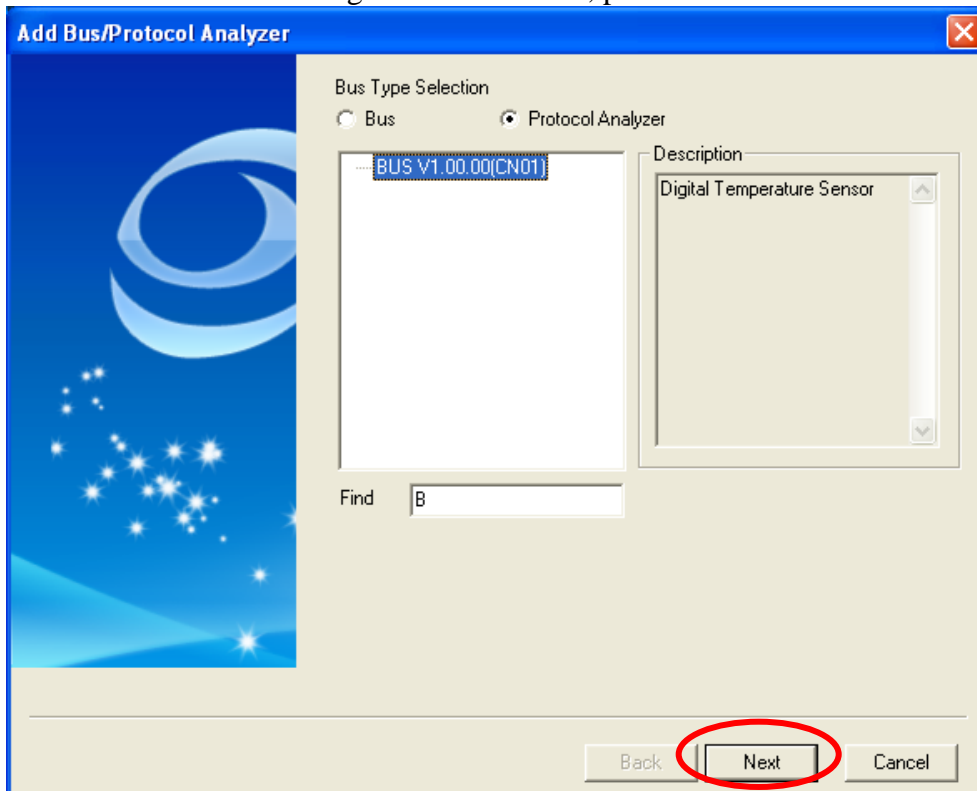 Add Bus/Protocol Analyzer
Bus Type Selection
Bus
Protocol Analyzer
BUS V1.00.00(CN01)
Description
Digital Temperature Sensor
Find
B
Back
Next
Cancel